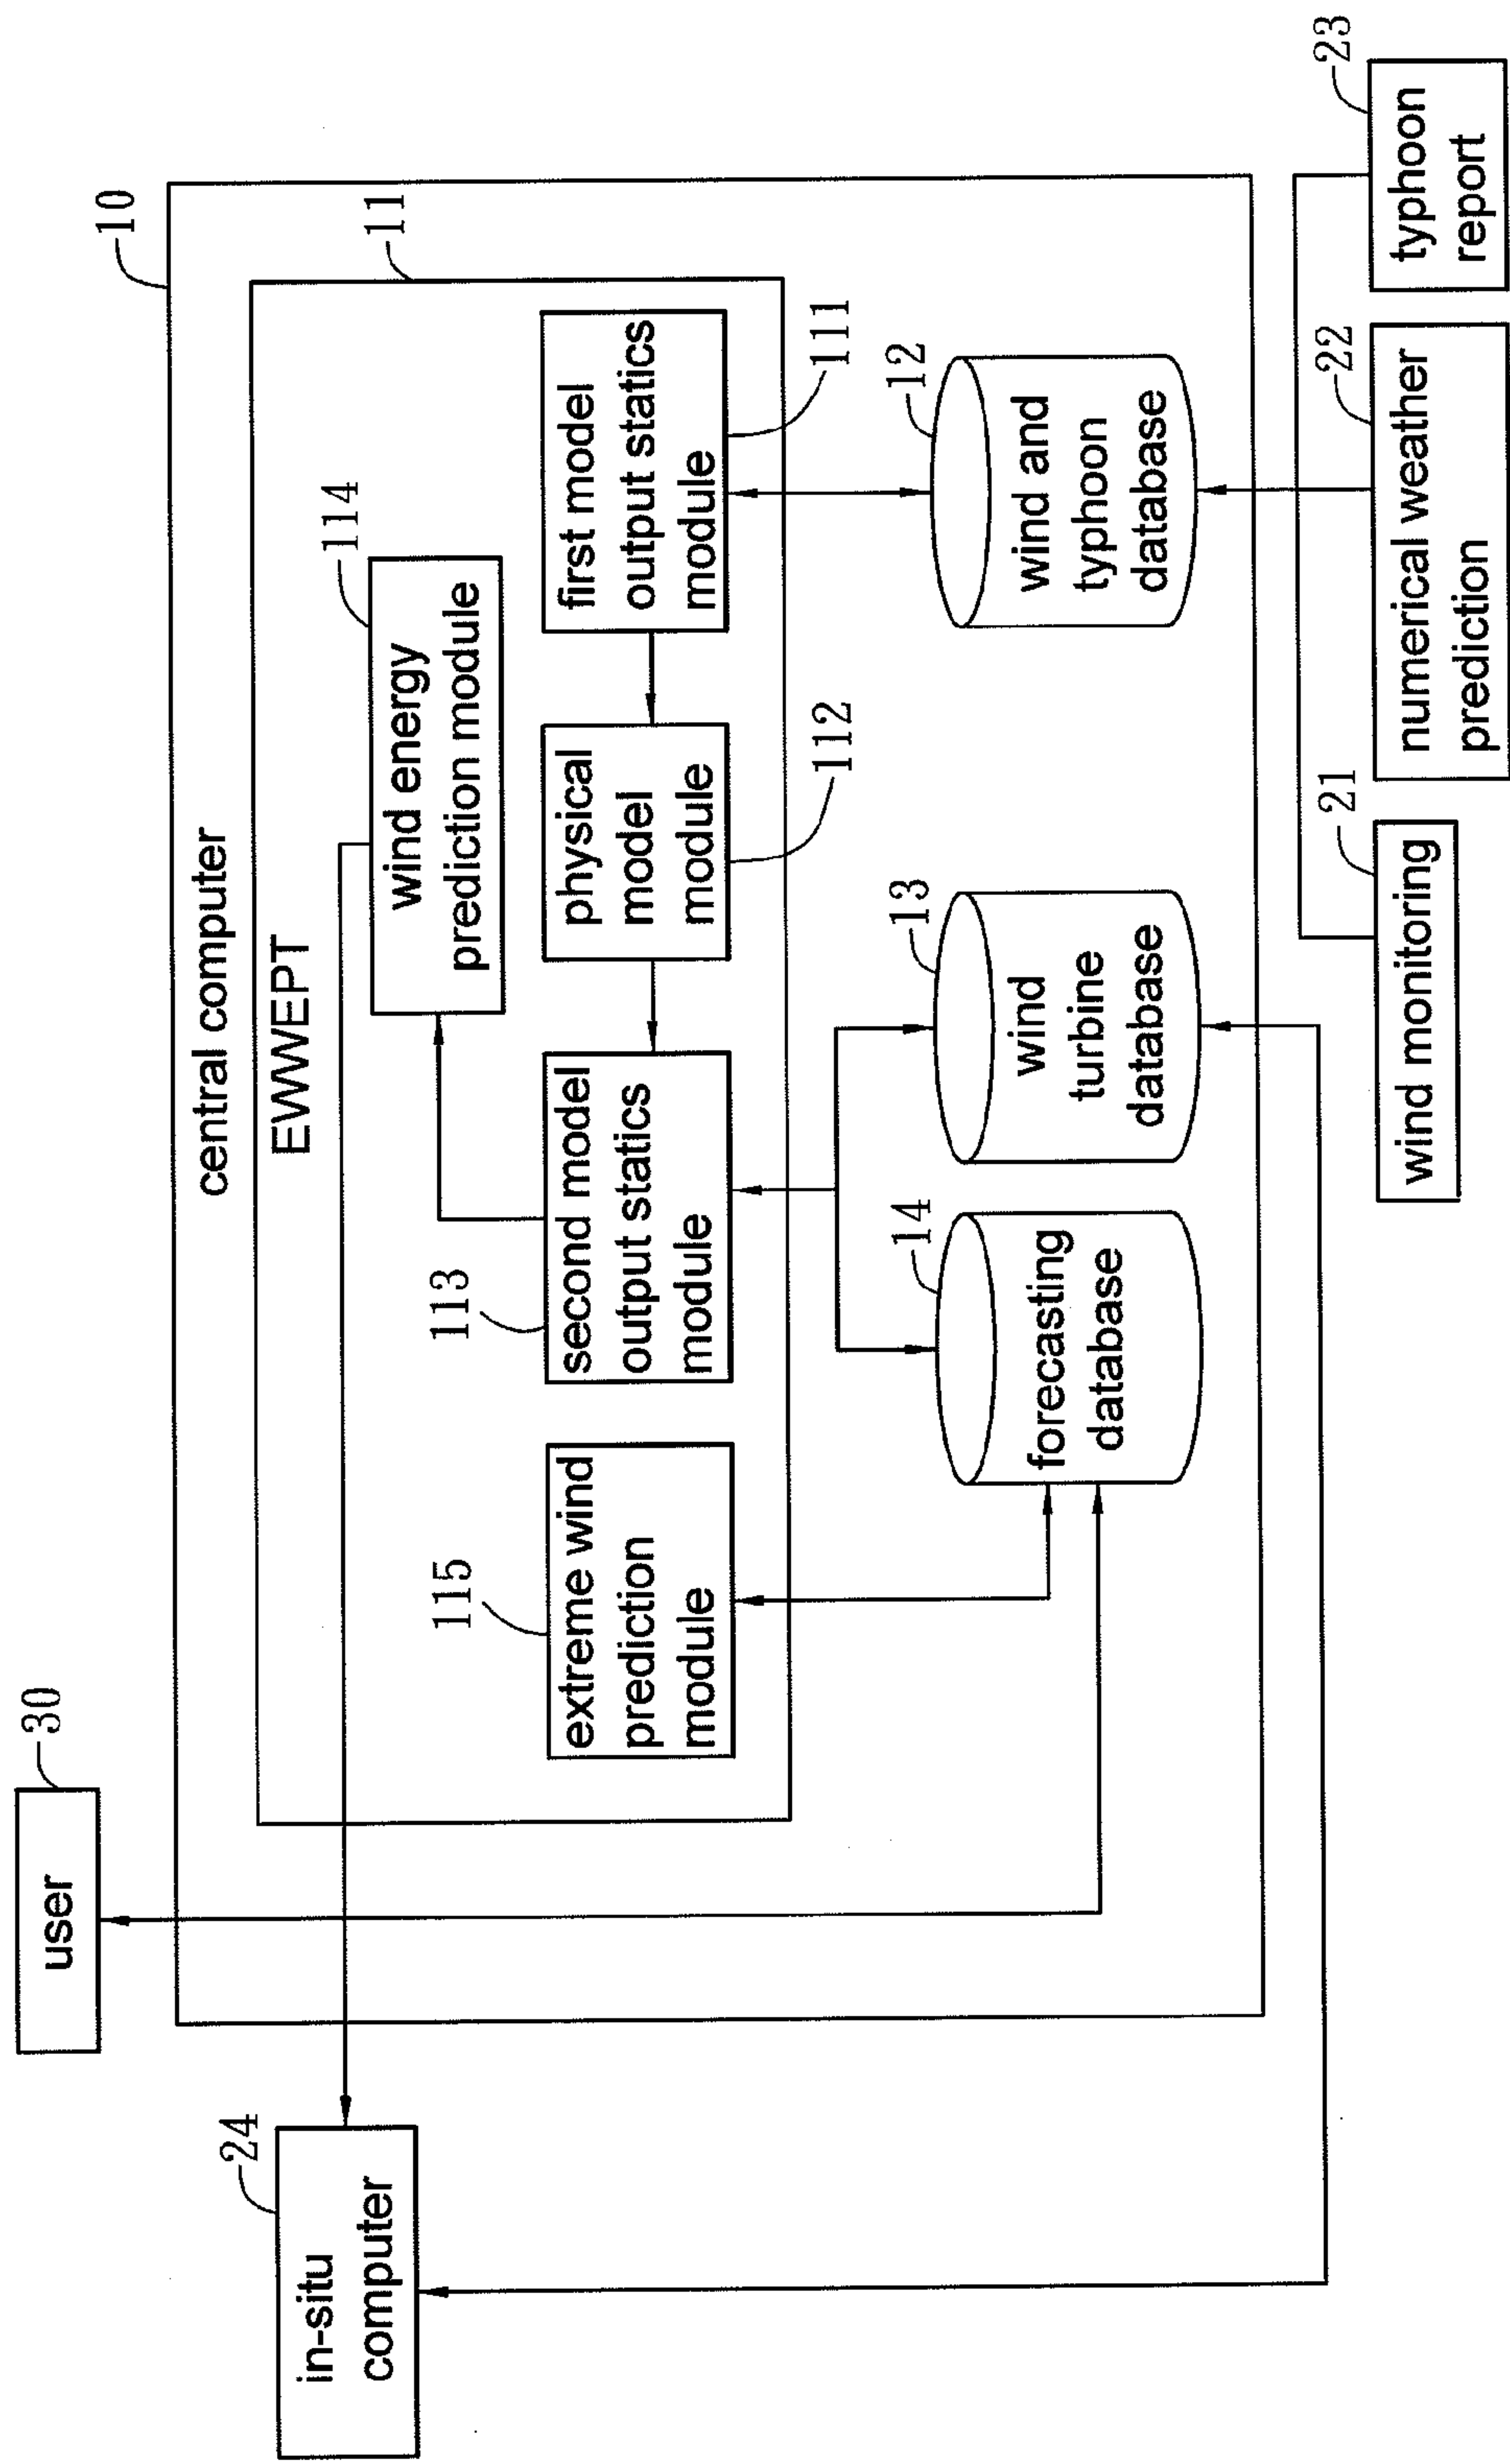 user
30
in-situ
computer
24
central computer
10
EWWEPT
11
wind energy
prediction module
114
extreme wind
prediction
module
115
second model
output statics
module
113
physical
model
module
112
first model
output statics
module
111
forecasting
database
14
wind
turbine
database
13
wind and
typhoon
database
12
wind monitoring
21
numerical weather
prediction
22
typhoon
report
23